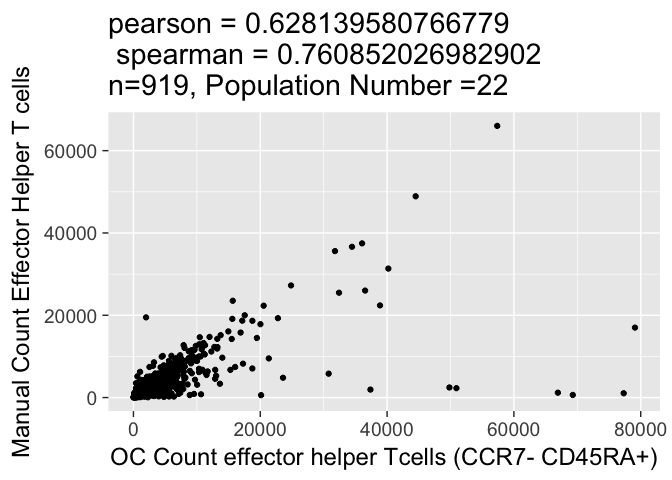 pearson = 0.628139580766779
spearman = 0.760852026982902
n=919, Population Number =22
Manual Count Effector Helper T cells
60000
40000
20000
0
0
20000
40000
60000
80000
OC Count effector helper Tcells (CCR7- CD45RA+)